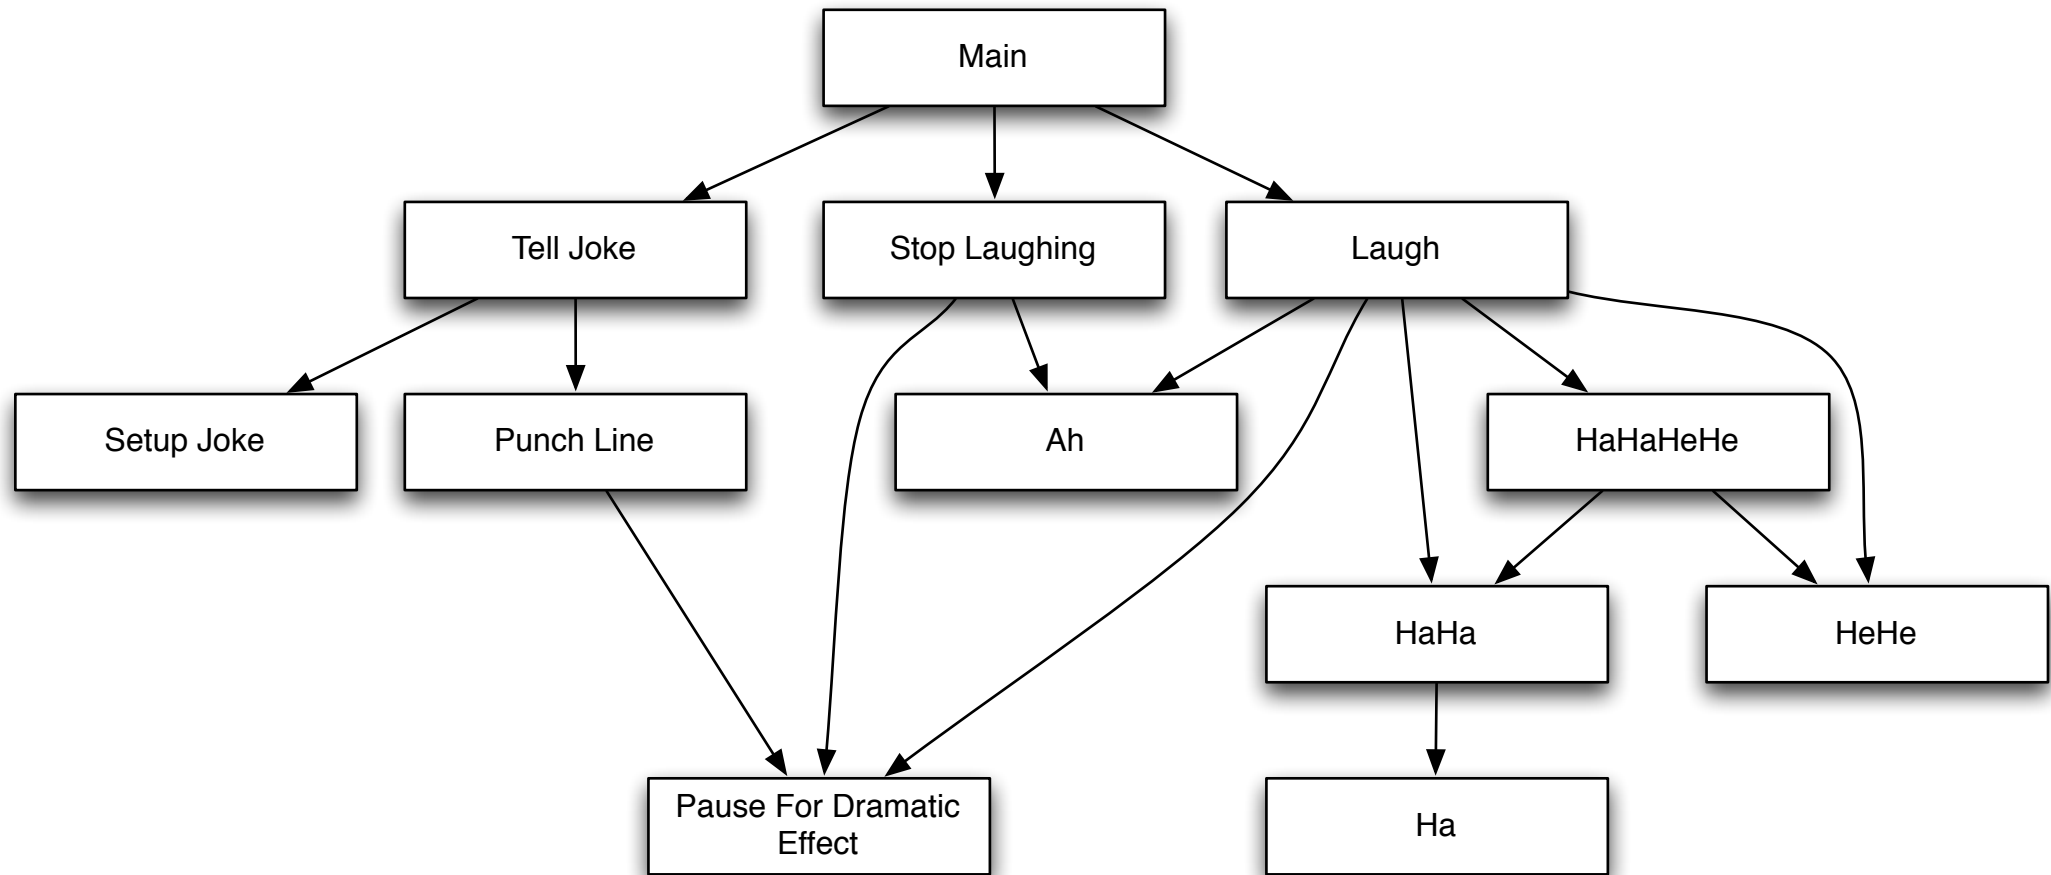 Main
Tell Joke
Stop Laughing
Laugh
Setup Joke
Punch Line
Ah
HaHaHeHe
HaHa
HeHe
Pause For Dramatic
Effect
Ha